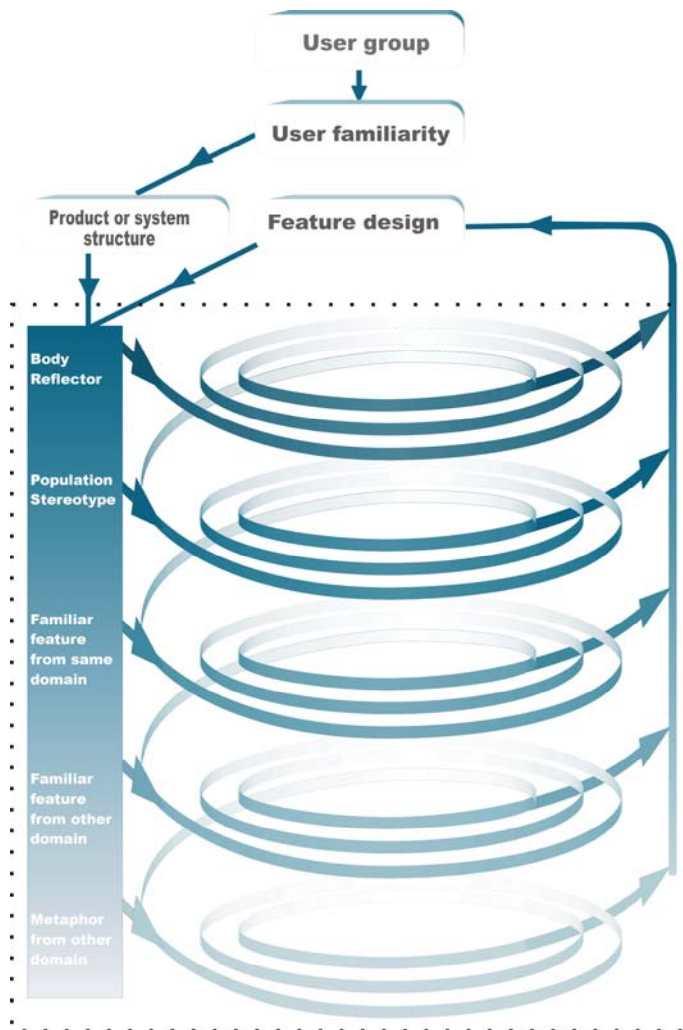 User group
User familiarity
Product or system
structure
Feature design
Body
Reflector
Population
Stereotype
Familiar
feature
from same
domain
Familiar
feature
from other
domain
Metaphor
from other
domain